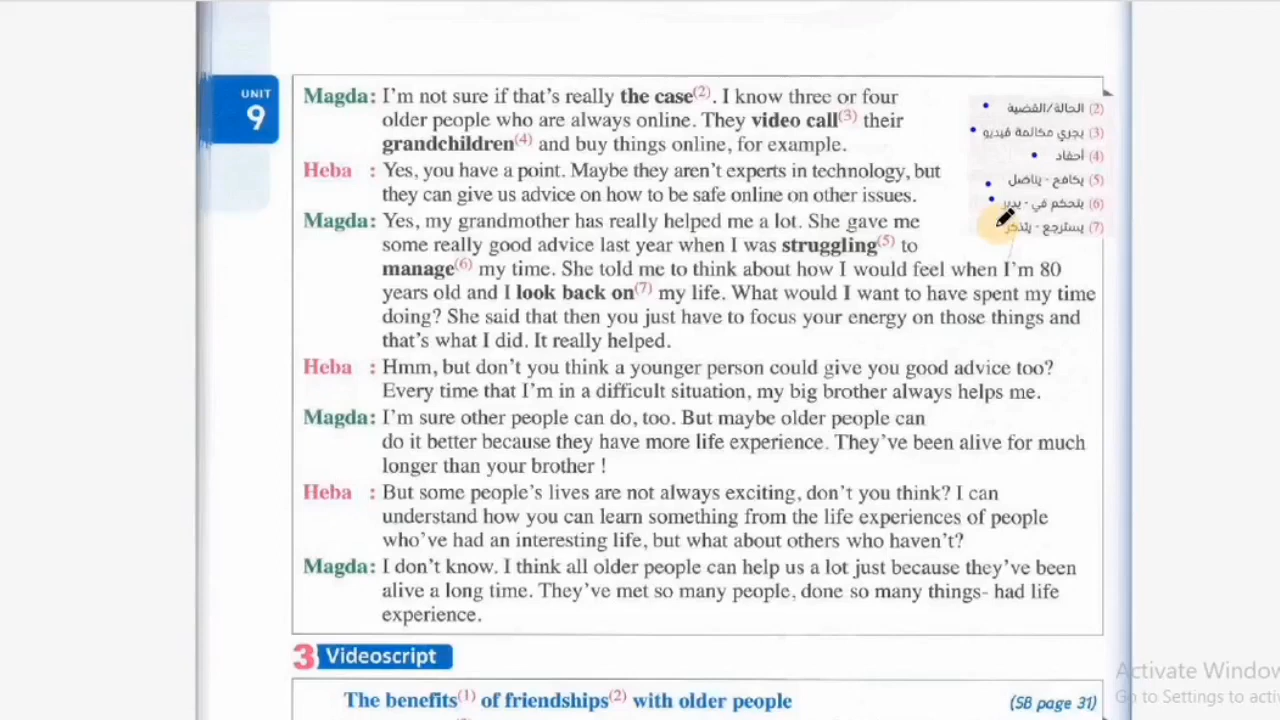 UNIT
9
Magda: I'm not sure if that's really the case(2). I know three or four
older people who are always online. They video call(3) their
grandchildren(4) and buy things online, for example.
Heba : Yes, you have a point. Maybe they aren't experts in technology, but
they can give us advice on how to be safe online on other issues.
Magda: Yes, my grandmother has really helped me a lot. She gave me
some really good advice last year when I was struggling(5) to
manage(6) my time. She told me to think about how I would feel when I'm 80
years old and I look back on(7) my life. What would I want to have spent my time
doing? She said that then you just have to focus your energy on those things and
that's what I did. It really helped.
Heba : Hmm, but don't you think a younger person could give you good advice too?
Every time that I'm in a difficult situation, my big brother always helps me.
Magda: I'm sure other people can do, too. But maybe older people can
do it better because they have more life experience. They've been alive for much
longer than your brother !
Heba : But some people's lives are not always exciting, don't you think? I can
understand how you can learn something from the life experiences of people
who've had an interesting life, but what about others who haven't?
Magda: I don't know. I think all older people can help us a lot just because they've been
alive a long time. They've met so many people, done so many things- had life
experience.
(2) الحالة/القضية
(3) يجري مكالمة فيديو
(4) أحفاد
(5) يكافح - يناضل
(6) يتحكم في - يدير
(7) يسترجع - يتذكر
3 Videoscript
The benefits(1) of friendships(2) with older people
(SB page 31)
Activate Window
Go to Settings to acti